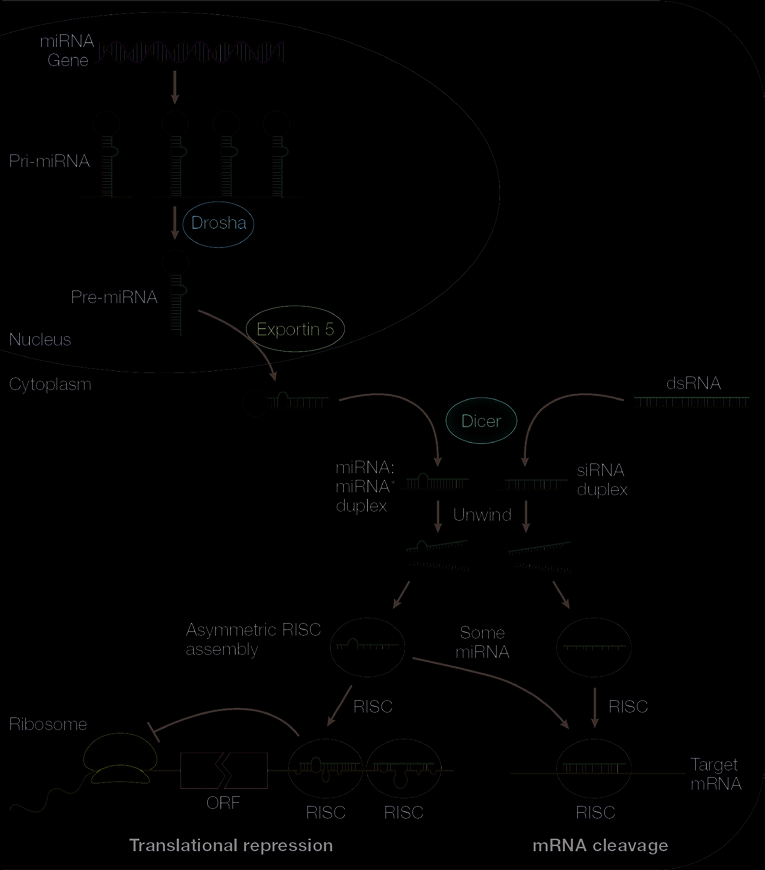 miRNA
Gene
Pri-miRNA
Drosha
Pre-miRNA
Exportin 5
Nucleus
Cytoplasm
dsRNA
Dicer
miRNA:
miRNA*
duplex
siRNA
duplex
Unwind
Asymmetric RISC
assembly
Some
miRNA
RISC
RISC
Ribosome
Target
mRNA
ORF
RISC
RISC
RISC
Translational repression
mRNA cleavage